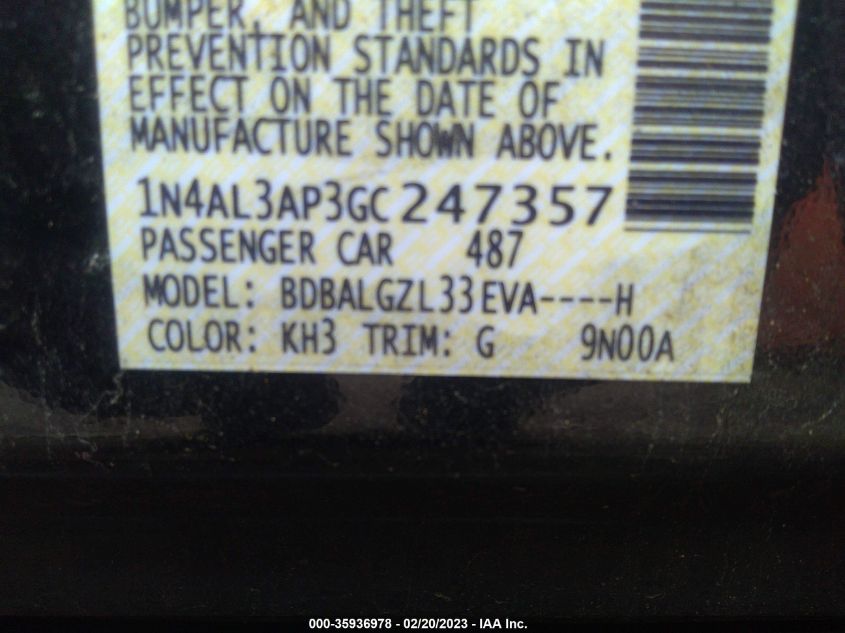 BUMPER, AND THEFT
PREVENTION STANDARDS IN
EFFECT ON THE DATE OF
MANUFACTURE SHOWN ABOVE.
1N4AL3AP3GC247357
PASSENGER CAR 487
MODEL: BDBALGZL33EVA----H
COLOR: KH3 TRIM: G 9N00A
000-35936978 - 02/20/2023 - IAA Inc.